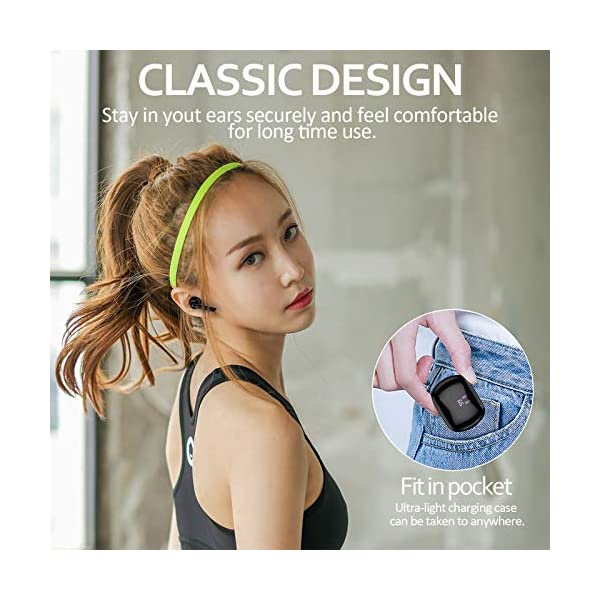 CLASSIC DESIGN
Stay in yout ears securely and feel comfortable
for long time use.
Fit in pocket
Ultra-light charging case
can be taken to anywhere.